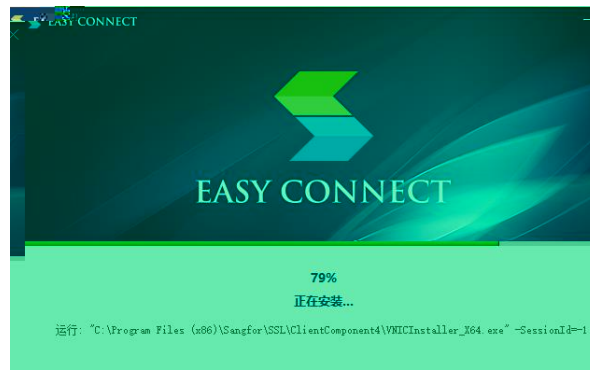 EASY CONNECT
EASY CONNECT
79%
正在安装...
运行: "C:\Program Files (x86)\Sangfor\SSL\ClientComponent4\VNICInstaller_X64.exe" -SessionId=-1